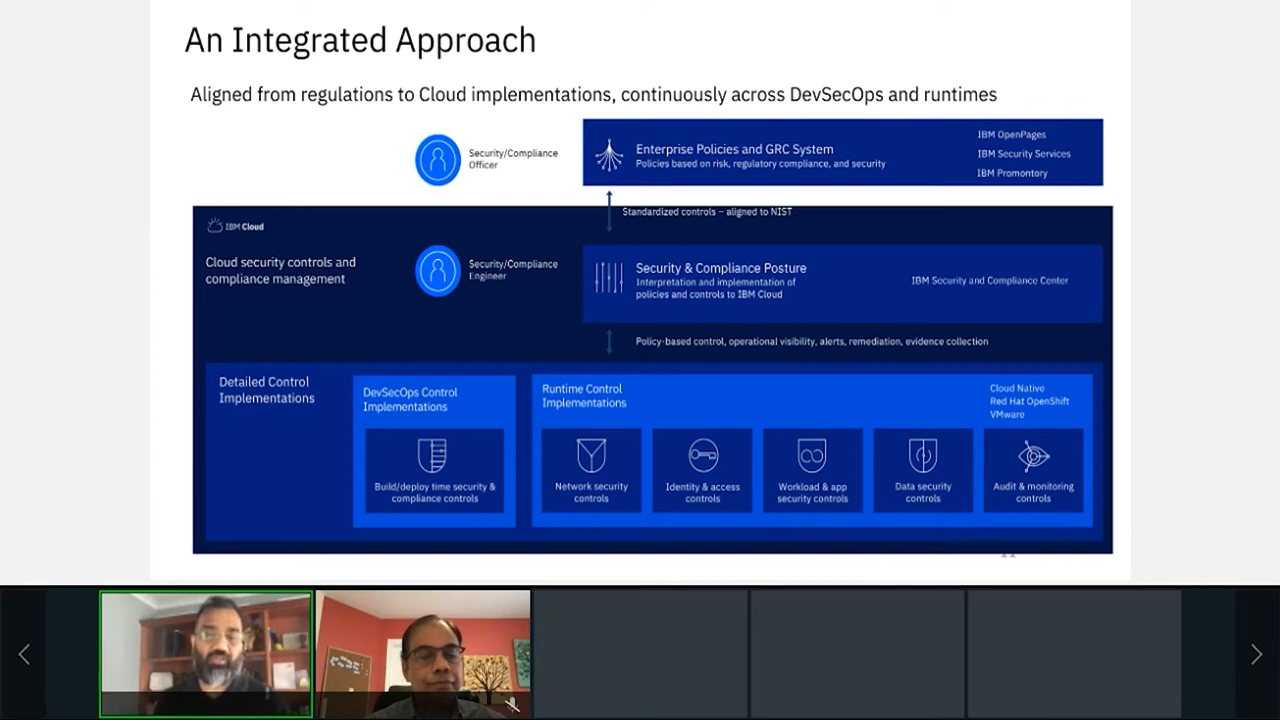 An Integrated Approach
Aligned from regulations to Cloud implementations, continuously across DevSecOps and runtimes
Security/Compliance
Officer
Enterprise Policies and GRC System
Policies based on risk, regulatory compliance, and security
IBM OpenPages
IBM Security Services
IBM Promontory
Standardized controls – aligned to NIST
IBM Cloud
Cloud security controls and
compliance management
Security/Compliance
Engineer
Security & Compliance Posture
Interpretation and implementation of
policies and controls to IBM Cloud
IBM Security and Compliance Center
Policy-based control, operational visibility, alerts, remediation, evidence collection
Detailed Control
Implementations
DevSecOps Control
Implementations
Build/deploy time security &
compliance controls
Runtime Control
Implementations
Cloud Native
Red Hat OpenShift
VMware
Network security
controls
Identity & access
controls
Workload & app
security controls
Data security
controls
Audit & monitoring
controls